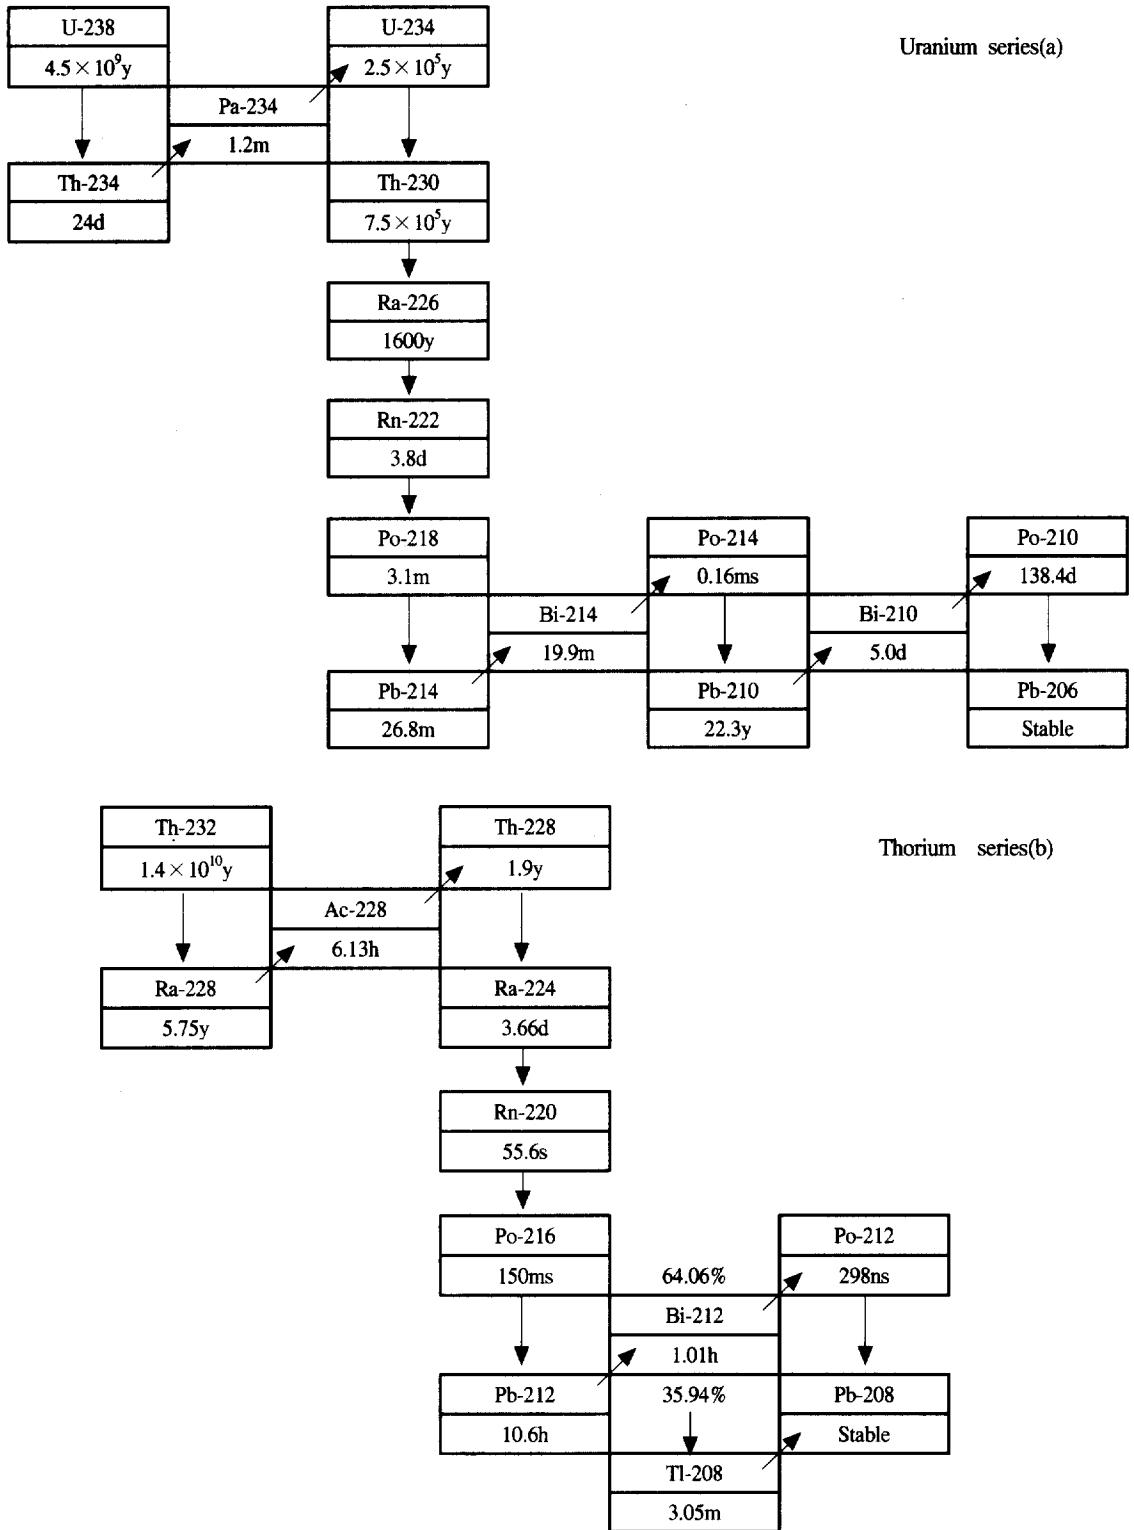 U-238 U-234 Uranium series(a)
4.5 × 10⁹y 2.5 × 10⁵y
Pa-234
1.2m
Th-234 Th-230
24d 7.5 × 10⁵y
Ra-226
1600y
Rn-222
3.8d
Po-218 Po-214 Po-210
3.1m 0.16ms 138.4d
Bi-214 Bi-210
19.9m 5.0d
Pb-214 Pb-210 Pb-206
26.8m 22.3y Stable
Th-232 Th-228 Thorium series(b)
1.4 × 10¹⁰y 1.9y
Ac-228
6.13h
Ra-228 Ra-224
5.75y 3.66d
Rn-220
55.6s
Po-216 Po-212
150ms 64.06% 298ns
Bi-212
1.01h
Pb-212 35.94% Pb-208
10.6h Stable
Tl-208
3.05m